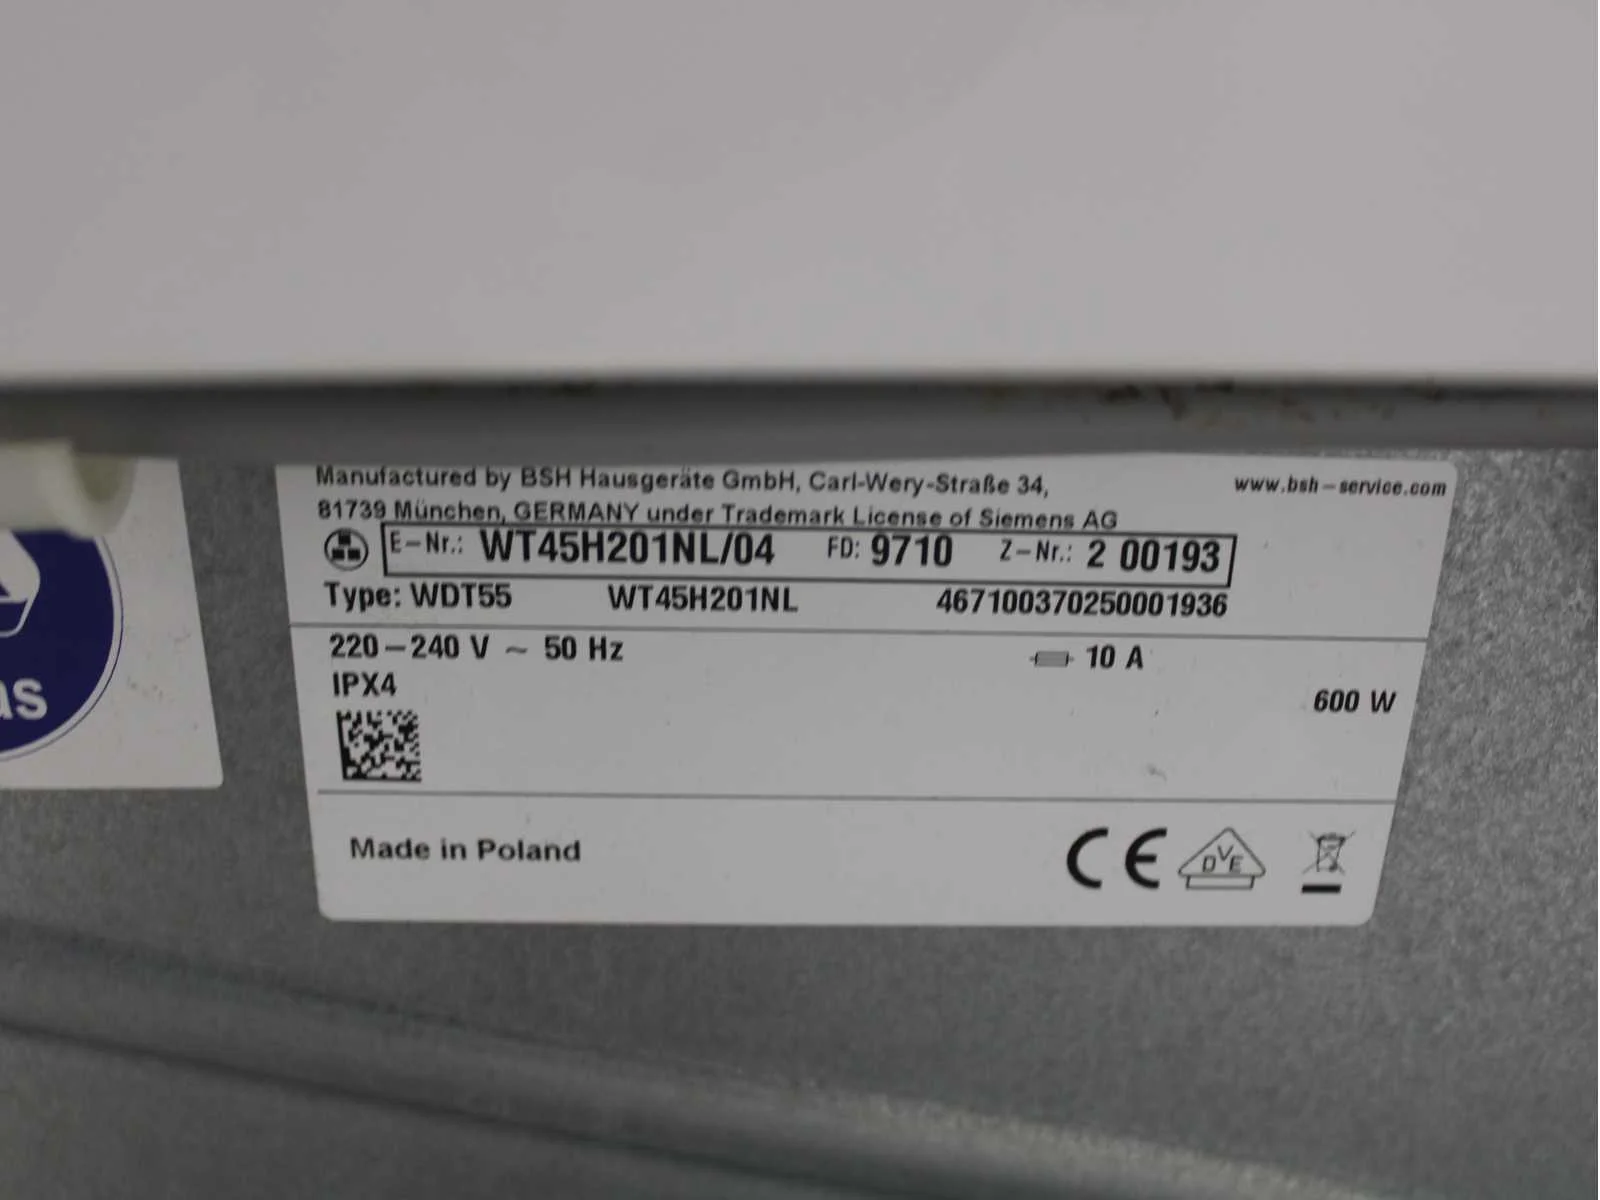 Manufactured by BSH Hausgeräte GmbH, Carl-Wery-Straße 34,
www.bsh-service.com
81739 München, GERMANY under Trademark License of Siemens AG
E-Nr.: WT45H201NL/04 FD: 9710 Z-Nr.: 2 00193
Type: WDT55 WT45H201NL 467100370250001936
220-240 V ~ 50 Hz 10 A
IPX4
600 W
Made in Poland
CE DVE
as